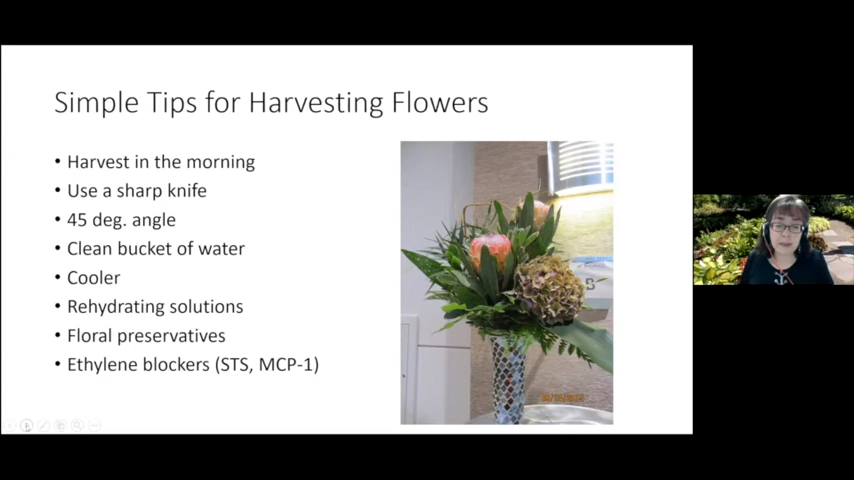 Simple Tips for Harvesting Flowers
• Harvest in the morning
• Use a sharp knife
• 45 deg. angle
• Clean bucket of water
• Cooler
• Rehydrating solutions
• Floral preservatives
• Ethylene blockers (STS, MCP-1)
B